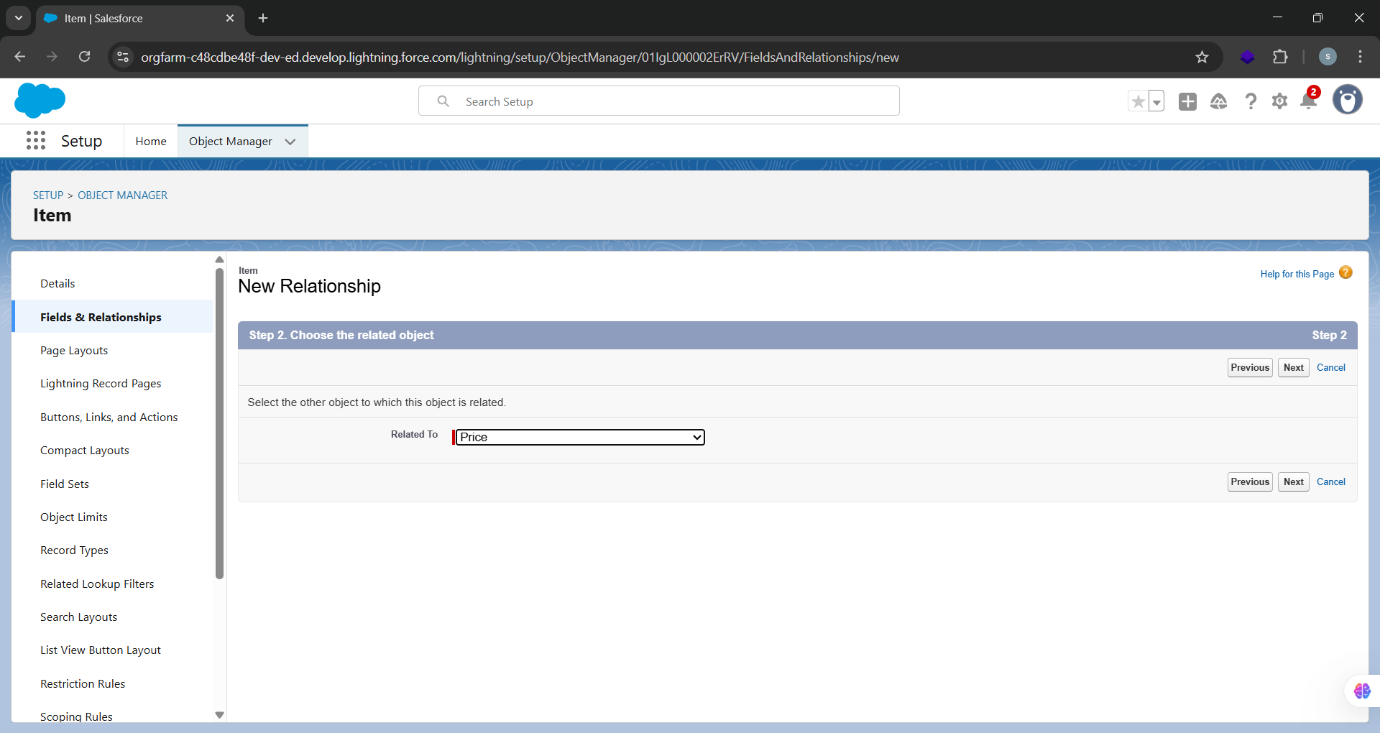 Item | Salesforce
orgfarm-c48cdbe48f-dev-ed.develop.lightning.force.com/lightning/setup/ObjectManager/01IgL000002ErRV/FieldsAndRelationships/new
S
Search Setup
2
Setup
Home
Object Manager
SETUP > OBJECT MANAGER
Item
Details
Fields & Relationships
Page Layouts
Lightning Record Pages
Buttons, Links, and Actions
Compact Layouts
Field Sets
Object Limits
Record Types
Related Lookup Filters
Search Layouts
List View Button Layout
Restriction Rules
Scoping Rules
Item
New Relationship
Help for this Page ?
Step 2. Choose the related object Step 2
Previous Next Cancel
Select the other object to which this object is related.
Related To Price
Previous Next Cancel